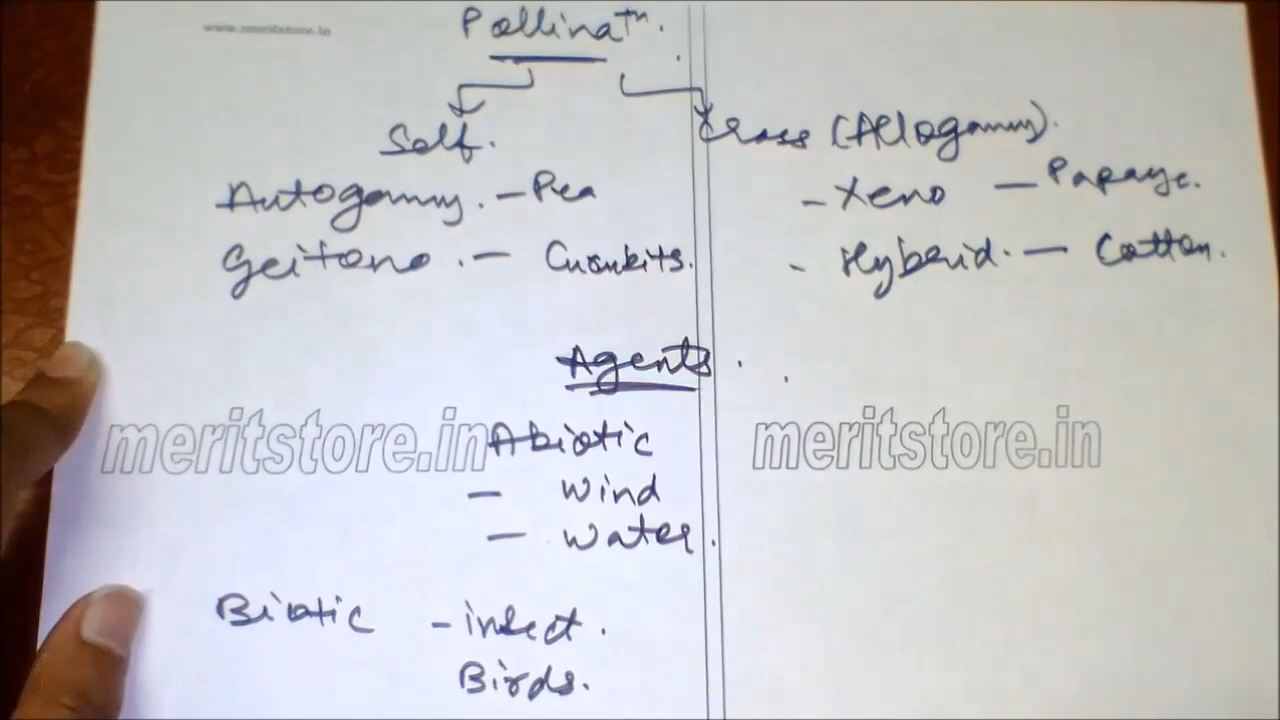 www.meritstore.in
Pollinatn.
Self.
Cross (Allogamy).
Autogamy. - Pea
- Xeno - Papaya.
Geitono. - Cucurbits.
- Hybrid. - Cotton.
Agents.
meritstore.in
meritstore.in
Abiotic
- Wind
- Water.
Biotic - insect.
Birds.